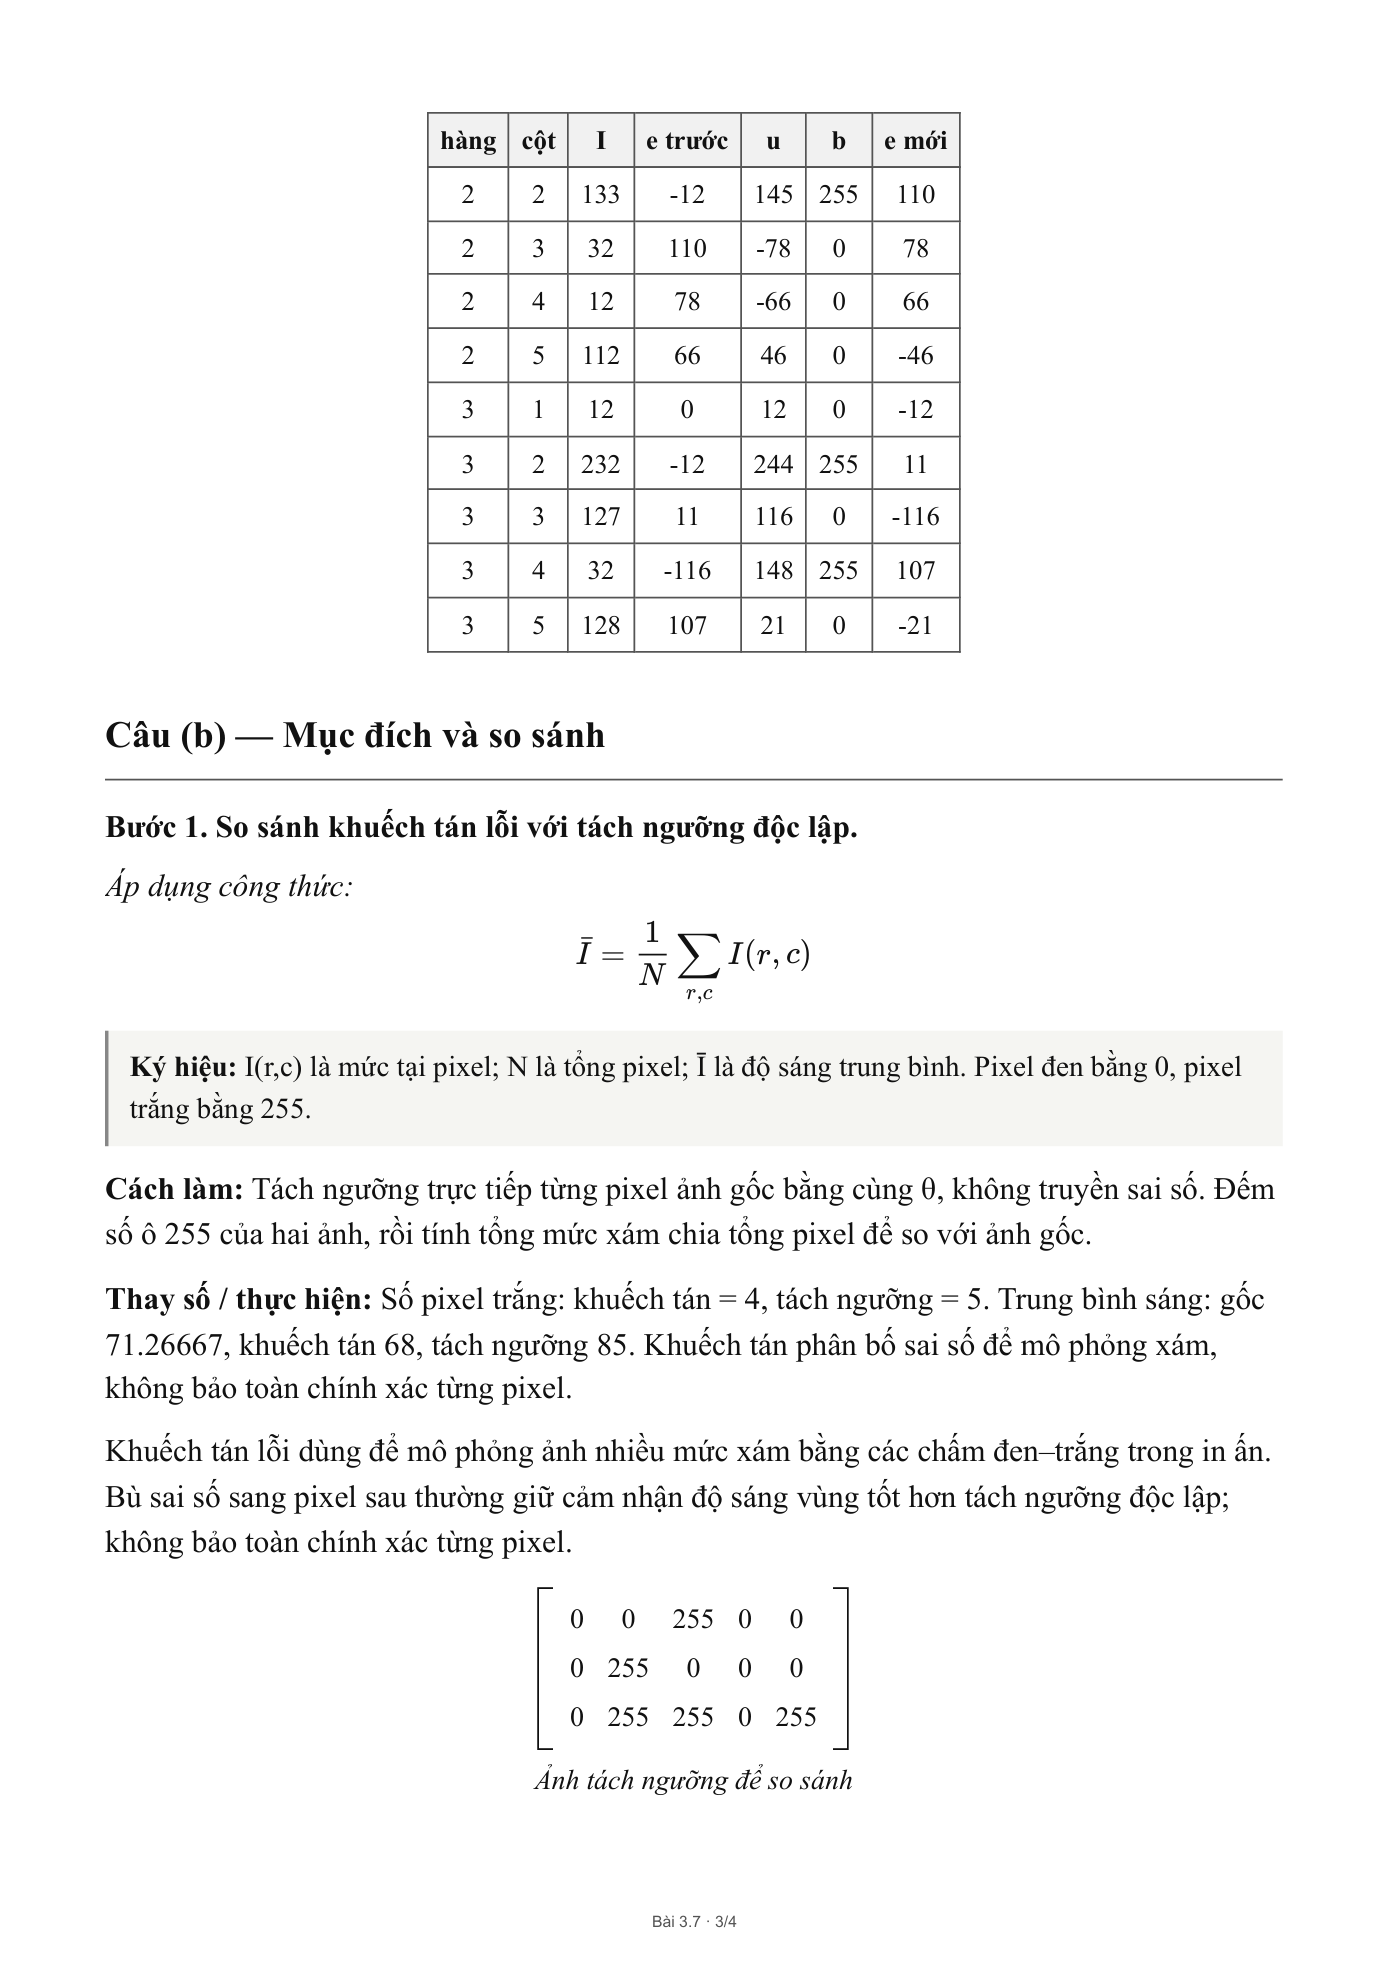 hàng cột I e trước u b e mới
2 2 133 -12 145 255 110
2 3 32 110 -78 0 78
2 4 12 78 -66 0 66
2 5 112 66 46 0 -46
3 1 12 0 12 0 -12
3 2 232 -12 244 255 11
3 3 127 11 116 0 -116
3 4 32 -116 148 255 107
3 5 128 107 21 0 -21
Câu (b) — Mục đích và so sánh
Bước 1. So sánh khuếch tán lỗi với tách ngưỡng độc lập.
Áp dụng công thức:
Ī = 1/N ∑ r,c I(r, c)
Ký hiệu: I(r,c) là mức tại pixel; N là tổng pixel; Ī là độ sáng trung bình. Pixel đen bằng 0, pixel
trắng bằng 255.
Cách làm: Tách ngưỡng trực tiếp từng pixel ảnh gốc bằng cùng θ, không truyền sai số. Đếm
số ô 255 của hai ảnh, rồi tính tổng mức xám chia tổng pixel để so với ảnh gốc.
Thay số / thực hiện: Số pixel trắng: khuếch tán = 4, tách ngưỡng = 5. Trung bình sáng: gốc
71.26667, khuếch tán 68, tách ngưỡng 85. Khuếch tán phân bố sai số để mô phỏng xám,
không bảo toàn chính xác từng pixel.
Khuếch tán lỗi dùng để mô phỏng ảnh nhiều mức xám bằng các chấm đen–trắng trong in ấn.
Bù sai số sang pixel sau thường giữ cảm nhận độ sáng vùng tốt hơn tách ngưỡng độc lập;
không bảo toàn chính xác từng pixel.
0 0 255 0 0
0 255 0 0 0
0 255 255 0 255
Ảnh tách ngưỡng để so sánh
Bài 3.7 · 3/4